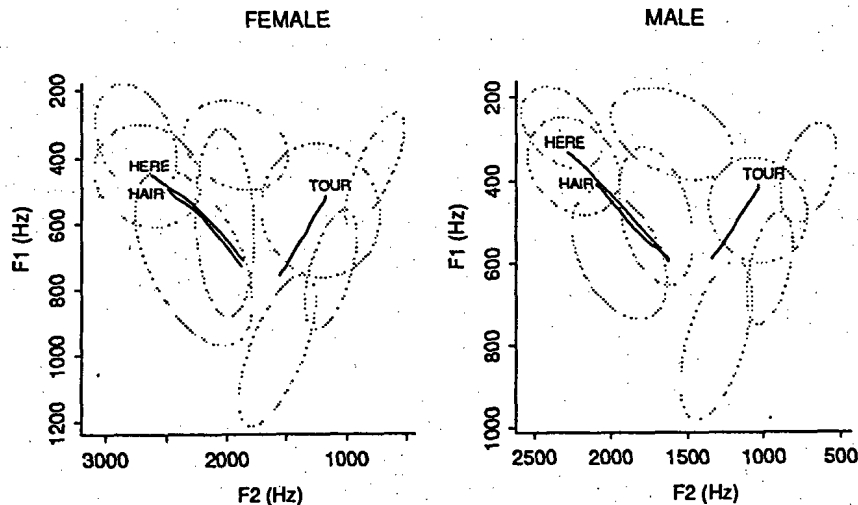 FEMALE
200
400
600
800
1000
1200
F1 (Hz)
HERE
HAIR
TOUR
3000
2000
1000
F2 (Hz)
MALE
200
400
600
800
1000
F1 (Hz)
HERE
HAIR
TOUR
2500
2000
1500
1000
500
F2 (Hz)